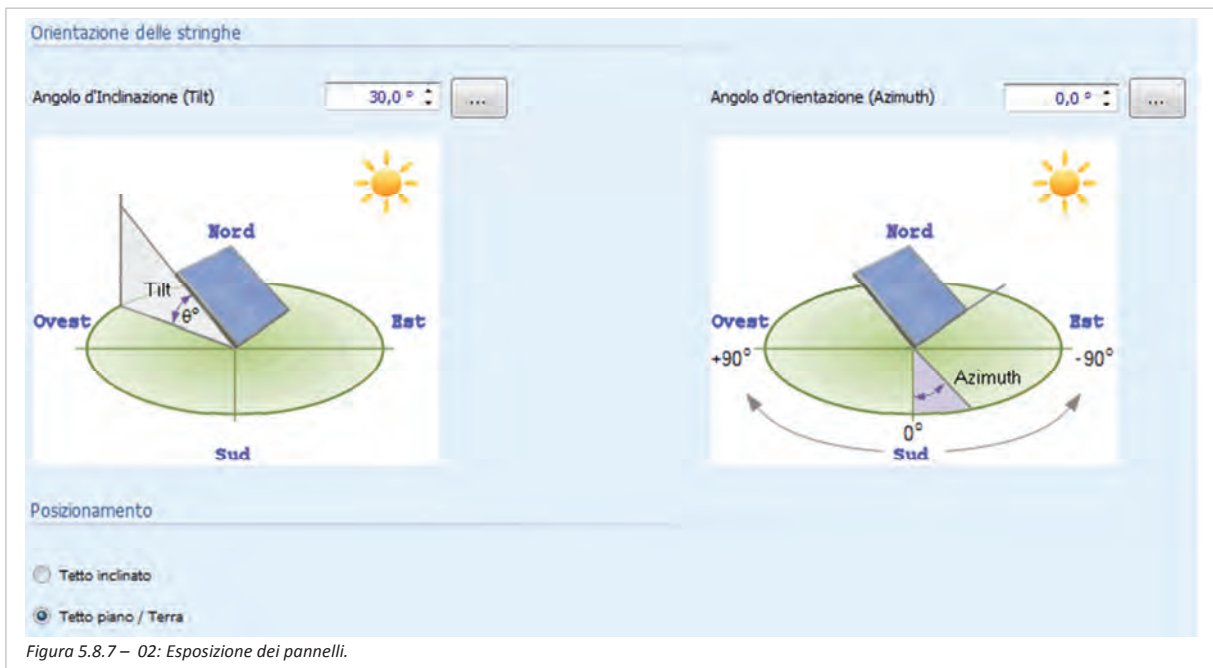 Orientazione delle stringhe
Angolo d'Inclinazione (Tilt) 30,0 ° ...
Angolo d'Orientazione (Azimuth) 0,0 ° ...
Nord
Tilt
θ°
Ovest
Est
Sud
Nord
Ovest
Est
+90°
-90°
Azimuth
0°
Sud
Posizionamento
Tetto inclinato
Tetto piano / Terra
Figura 5.8.7 – 02: Esposizione dei pannelli.